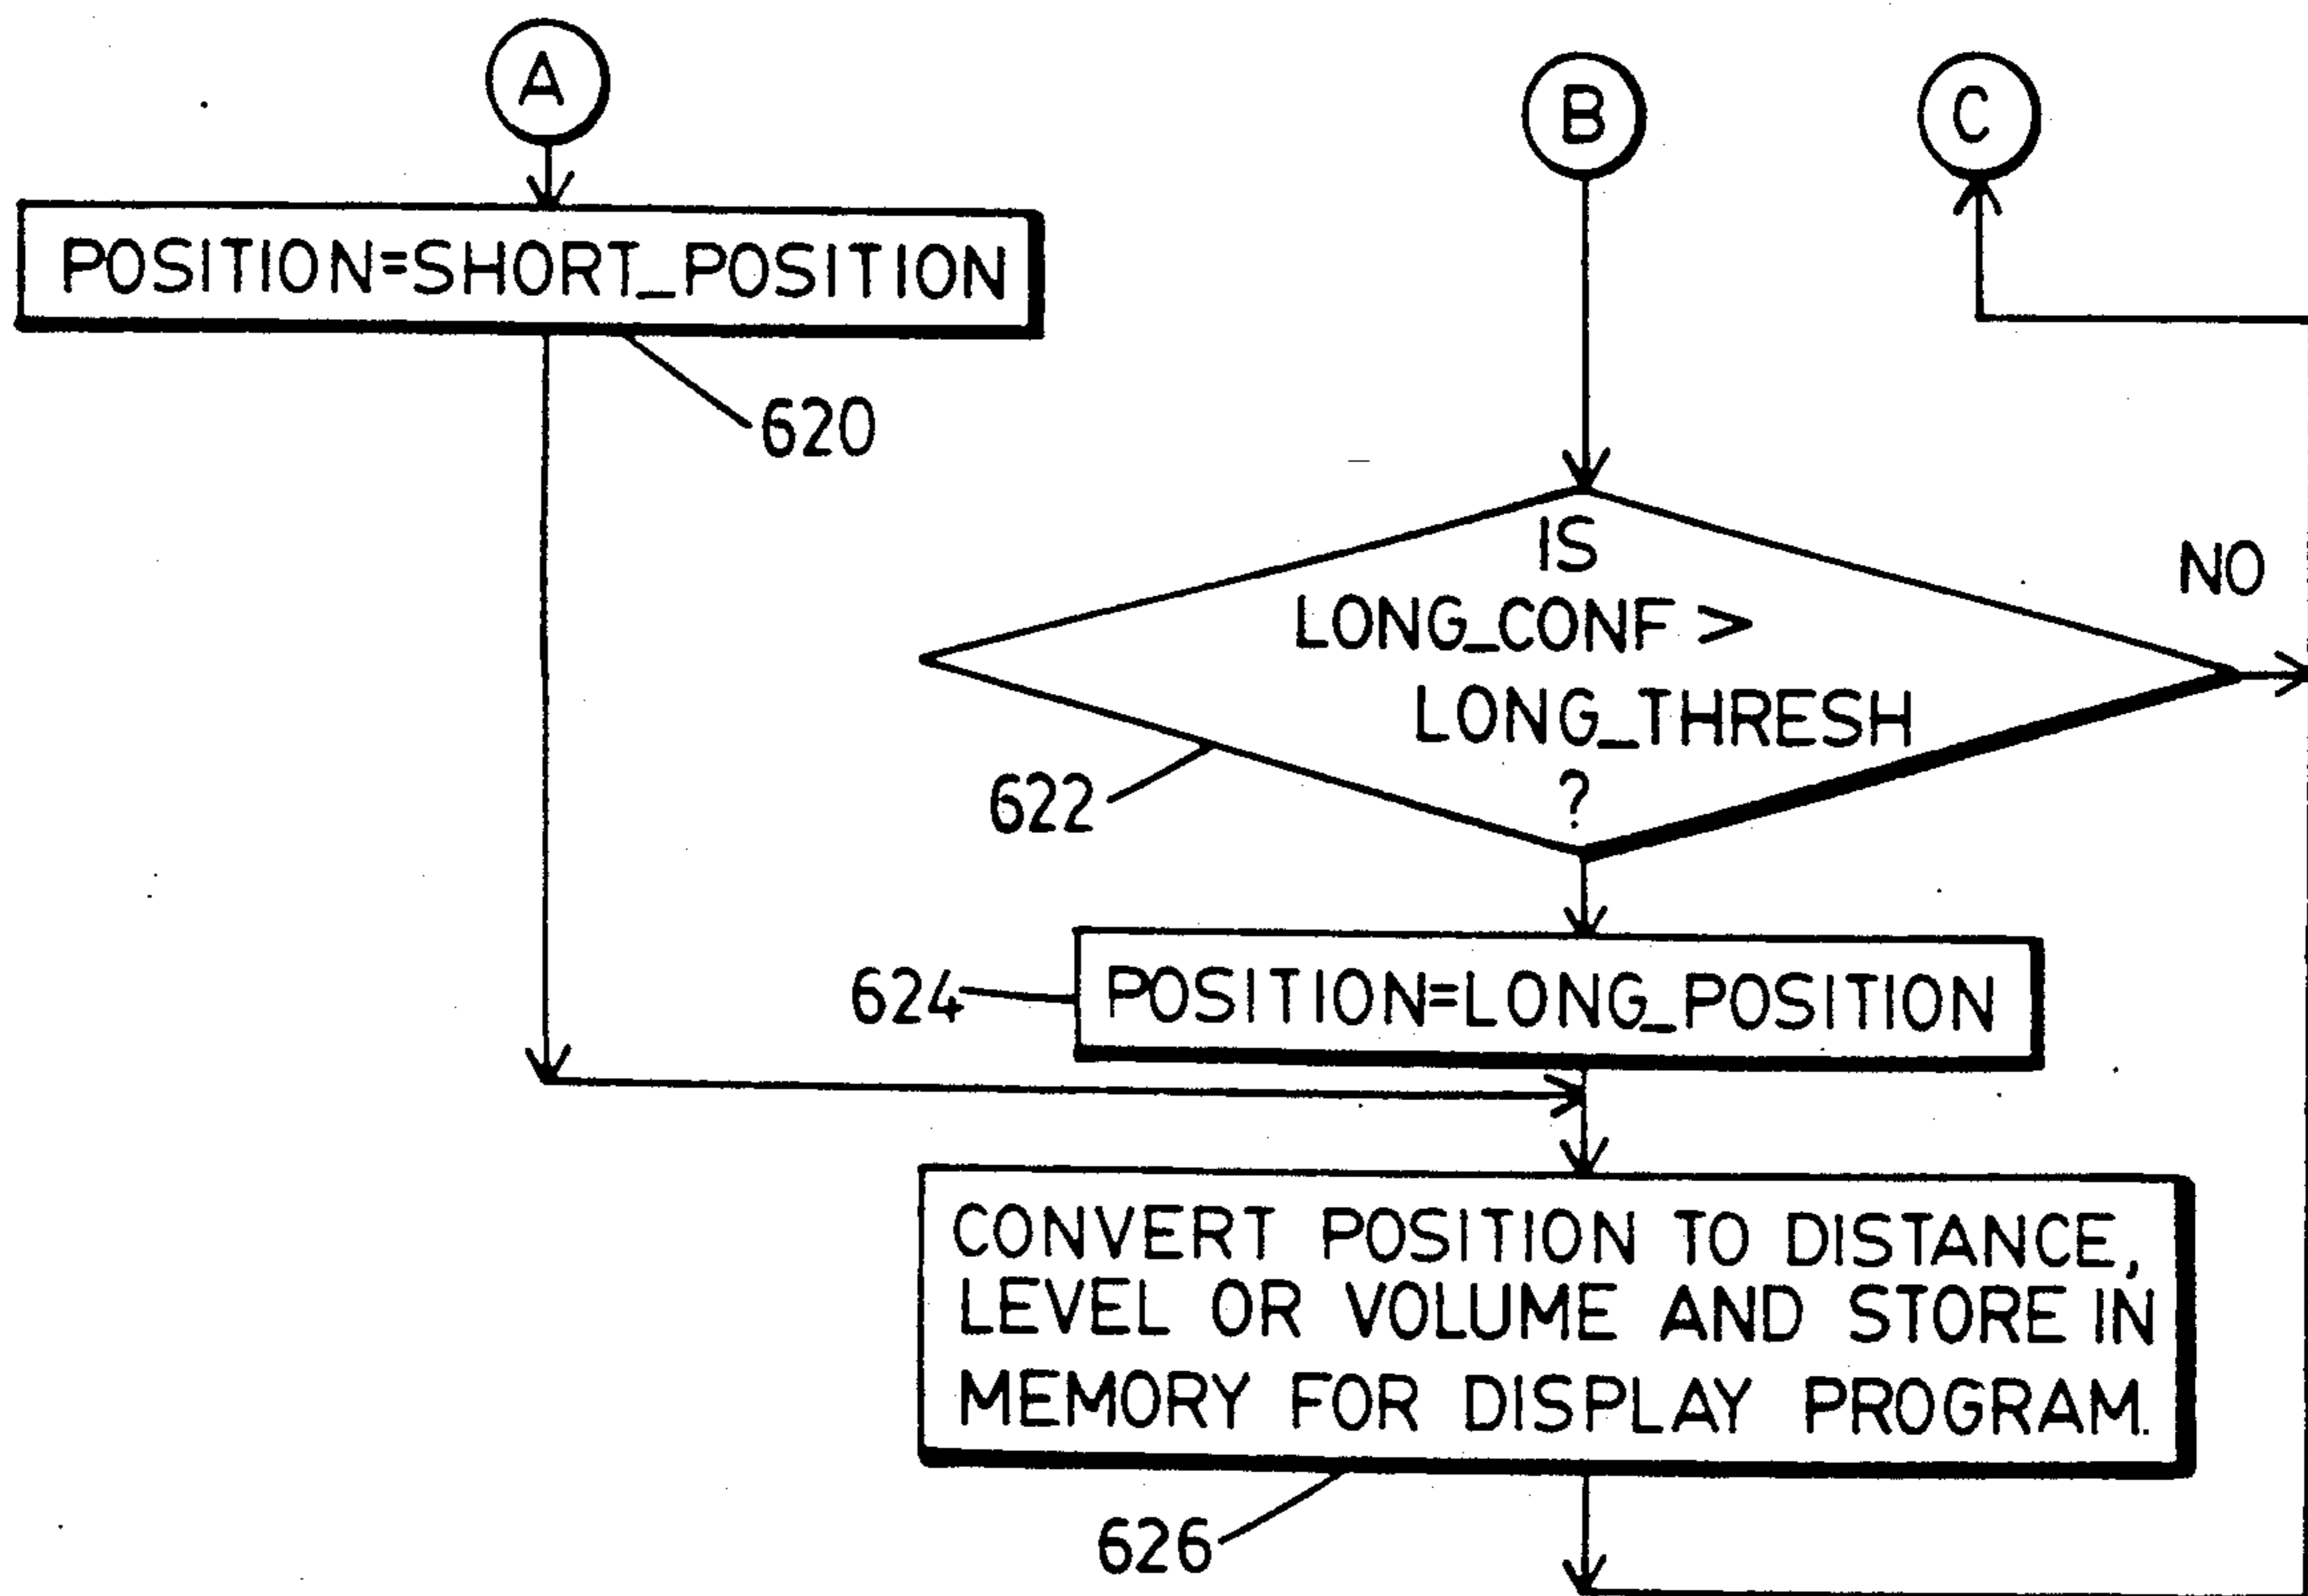 A
B
C
POSITION=SHORT_POSITION
620
IS
LONG_CONF >
LONG_THRESH
?
NO
622
624
POSITION=LONG_POSITION
CONVERT POSITION TO DISTANCE,
LEVEL OR VOLUME AND STORE IN
MEMORY FOR DISPLAY PROGRAM.
626